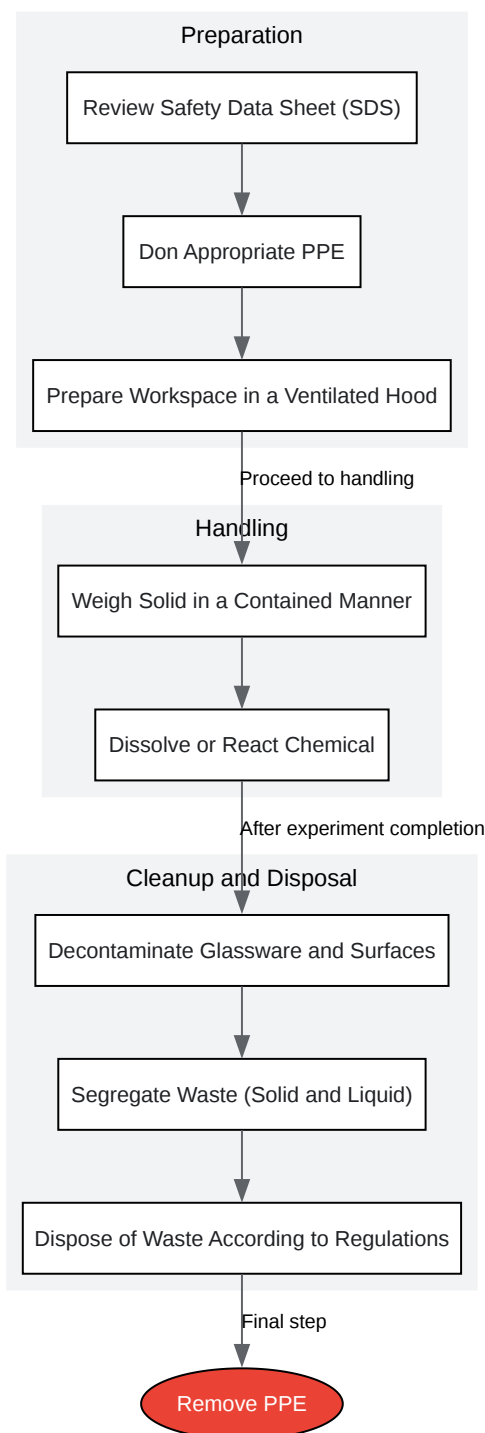 Preparation
Review Safety Data Sheet (SDS)
Don Appropriate PPE
Prepare Workspace in a Ventilated Hood
Proceed to handling
Handling
Weigh Solid in a Contained Manner
Dissolve or React Chemical
After experiment completion
Cleanup and Disposal
Decontaminate Glassware and Surfaces
Segregate Waste (Solid and Liquid)
Dispose of Waste According to Regulations
Final step
Remove PPE